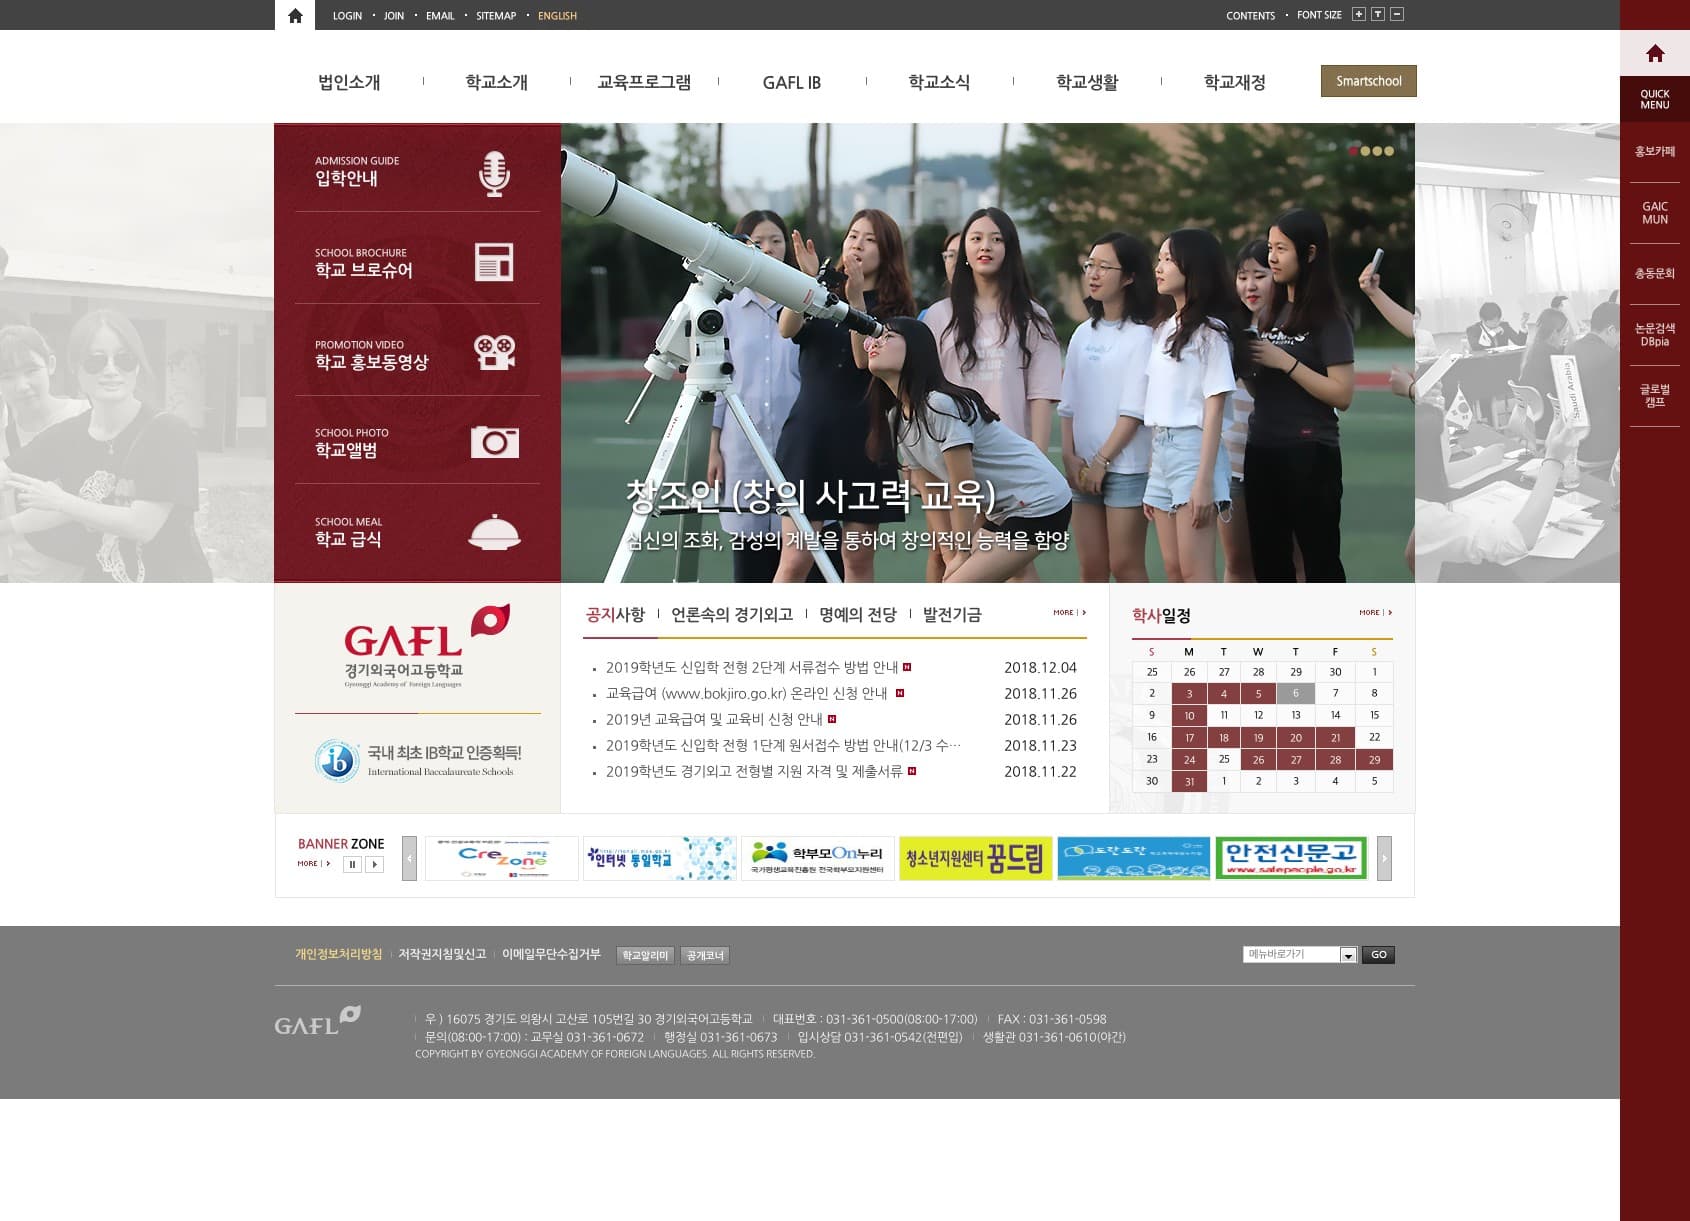 LOGIN · JOIN · EMAIL · SITEMAP · ENGLISH
CONTENTS · FONT SIZE + T −
법인소개
학교소개
교육프로그램
GAFL IB
학교소식
학교생활
학교재정
Smartschool
QUICK
MENU
홍보카페
GAIC
MUN
총동문회
논문검색
DBpia
글로벌
캠프
ADMISSION GUIDE
입학안내
SCHOOL BROCHURE
학교 브로슈어
PROMOTION VIDEO
학교 홍보동영상
SCHOOL PHOTO
학교앨범
SCHOOL MEAL
학교 급식
창조인 (창의 사고력 교육)
심신의 조화, 감성의 계발을 통하여 창의적인 능력을 함양
Saudi Arabia
GAFL
경기외국어고등학교
Gyeonggi Academy of Foreign Languages
ib
국내 최초 IB학교 인증획득!
International Baccalaureate Schools.
공지사항 언론속의 경기외고 명예의 전당 발전기금 MORE
2019학년도 신입학 전형 2단계 서류접수 방법 안내 N 2018.12.04
교육급여 (www.bokjiro.go.kr) 온라인 신청 안내 N 2018.11.26
2019년 교육급여 및 교육비 신청 안내 N 2018.11.26
2019학년도 신입학 전형 1단계 원서접수 방법 안내(12/3 수… 2018.11.23
2019학년도 경기외고 전형별 지원 자격 및 제출서류 N 2018.11.22
학사일정 MORE
S M T W T F S
25 26 27 28 29 30 1
2 3 4 5 6 7 8
9 10 11 12 13 14 15
16 17 18 19 20 21 22
23 24 25 26 27 28 29
30 31 1 2 3 4 5
BANNER ZONE
MORE
Crezone
인터넷 통일학교
학부모On누리
국가평생교육진흥원 전국학부모지원센터
청소년지원센터 꿈드림
도란도란
안전신문고
www.safepeople.go.kr
개인정보처리방침 저작권지침및신고 이메일무단수집거부 학교알리미 공개코너
메뉴바로가기 GO
GAFL
우 ) 16075 경기도 의왕시 고산로 105번길 30 경기외국어고등학교 대표번호 : 031-361-0500(08:00-17:00) FAX : 031-361-0598
문의(08:00-17:00) : 교무실 031-361-0672 행정실 031-361-0673 입시상담 031-361-0542(전편입) 생활관 031-361-0610(야간)
COPYRIGHT BY GYEONGGI ACADEMY OF FOREIGN LANGUAGES. ALL RIGHTS RESERVED.